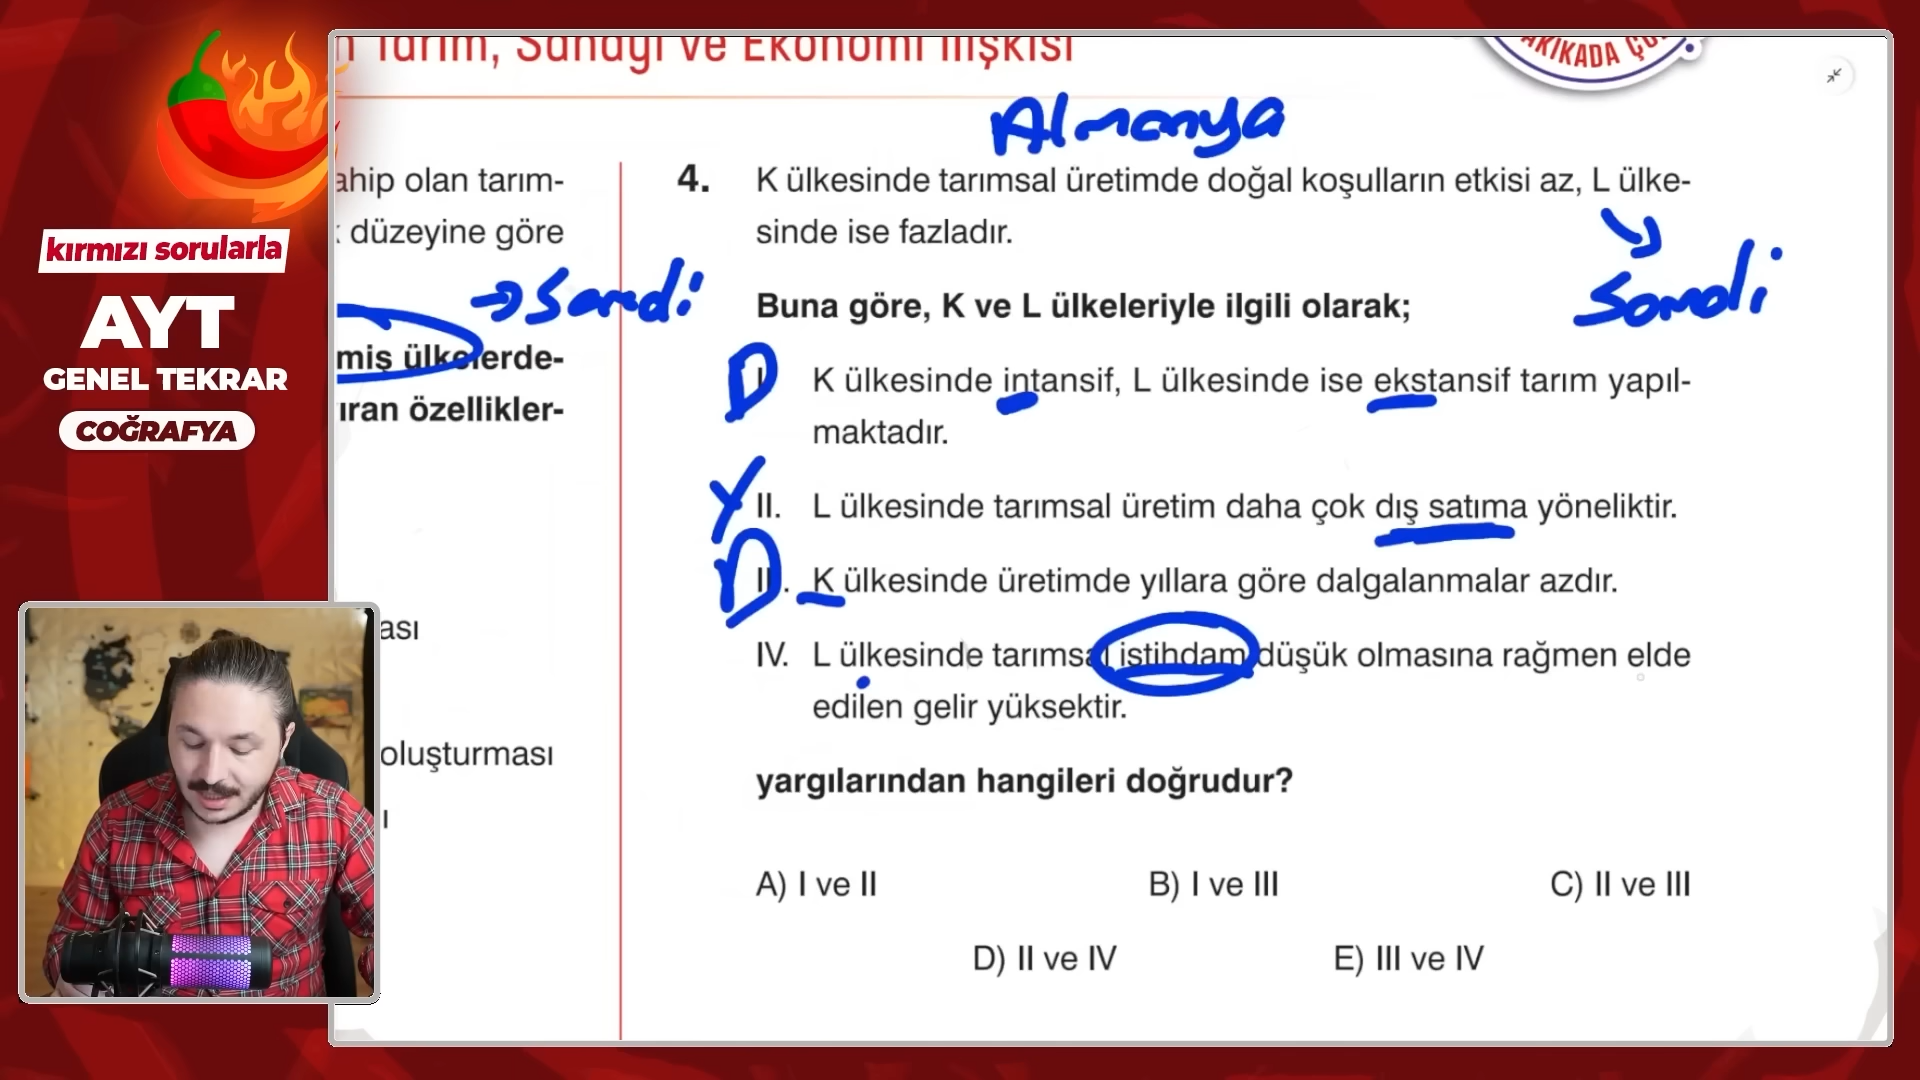 kırmızı sorularla
AYT
GENEL TEKRAR
COĞRAFYA
n Tarım, Sanayi ve Ekonomi İlişkisi
AKİKADA ÇÖ
ahip olan tarım-
k düzeyine göre
miş ülkelerde-
ıran özellikler-
ası
oluşturması
ı
Almanya
4. K ülkesinde tarımsal üretimde doğal koşulların etkisi az, L ülke-
sinde ise fazladır.
Somali
Buna göre, K ve L ülkeleriyle ilgili olarak;
D I. K ülkesinde intansif, L ülkesinde ise ekstansif tarım yapıl-
maktadır.
Y II. L ülkesinde tarımsal üretim daha çok dış satıma yöneliktir.
D III. K ülkesinde üretimde yıllara göre dalgalanmalar azdır.
IV. L ülkesinde tarımsal istihdam düşük olmasına rağmen elde
edilen gelir yüksektir.
yargılarından hangileri doğrudur?
A) I ve II B) I ve III C) II ve III
D) II ve IV E) III ve IV